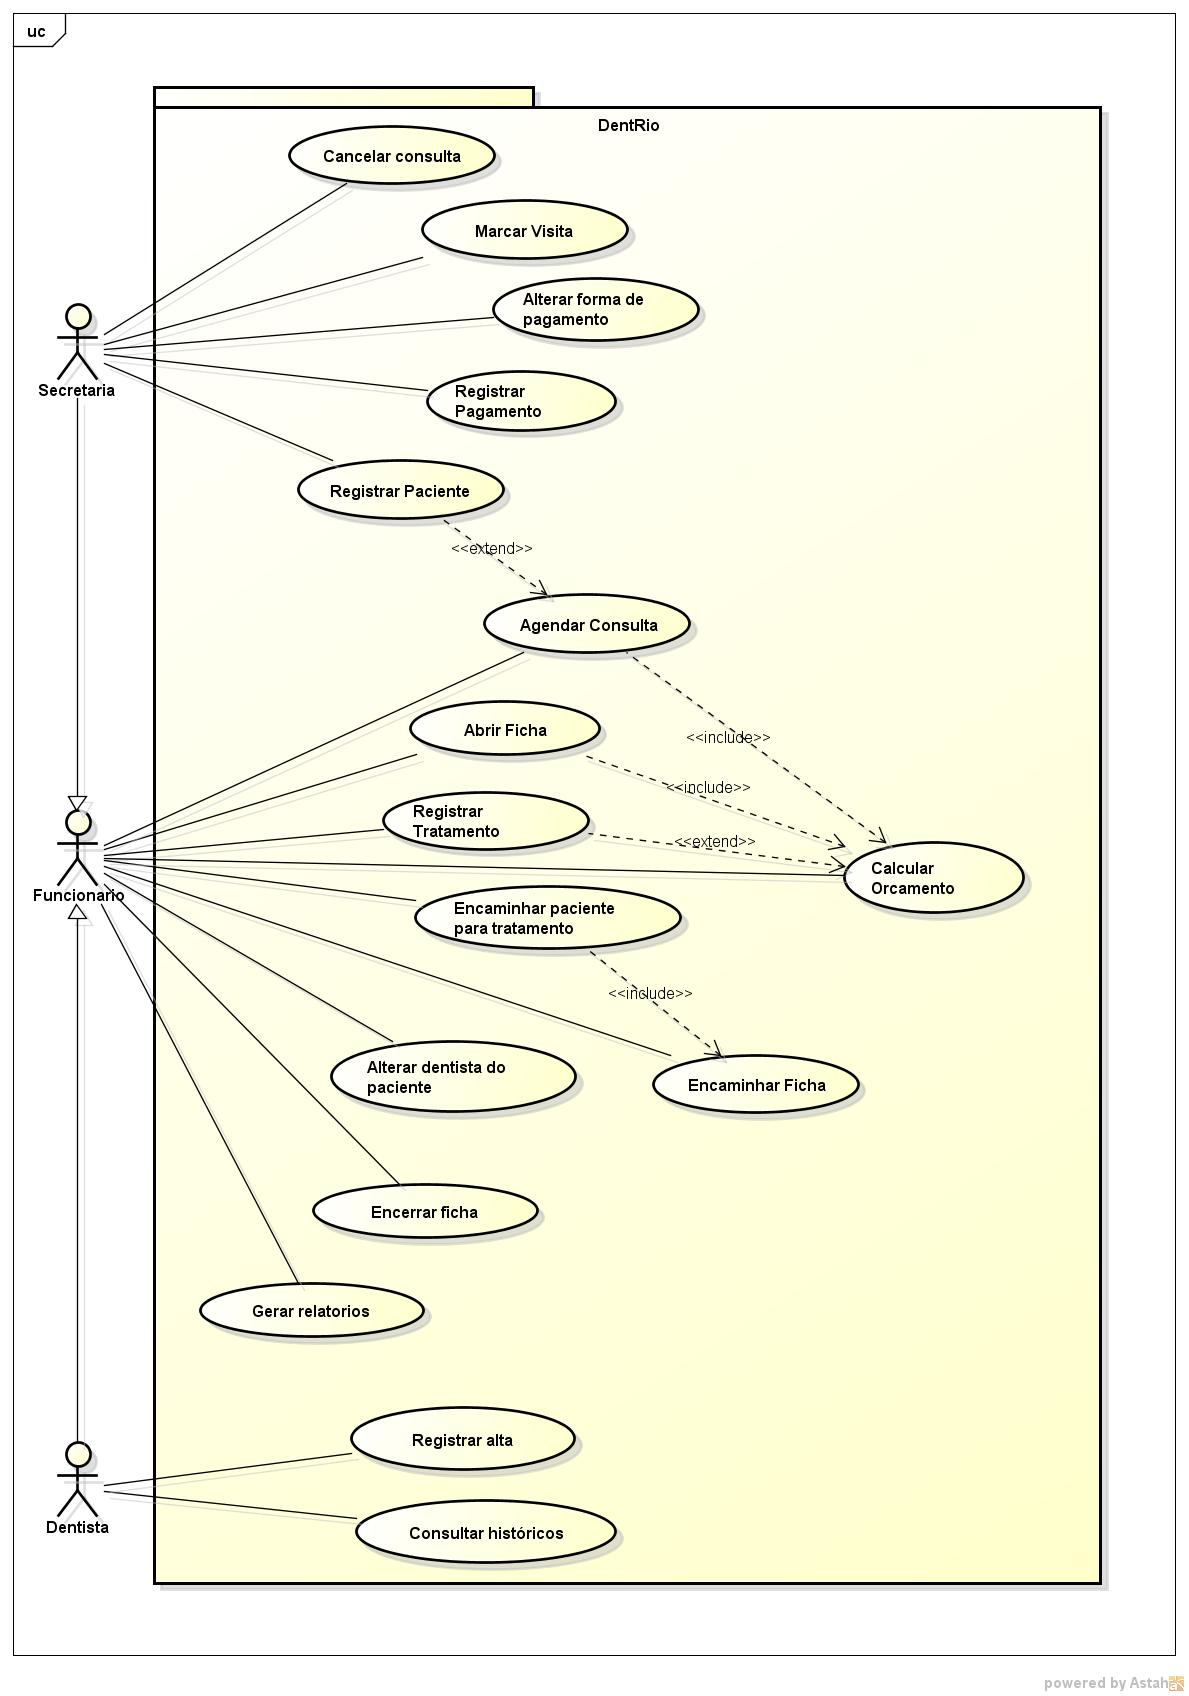 uc
DentRio
Cancelar consulta
Marcar Visita
Alterar forma de
pagamento
Secretaria
Registrar
Pagamento
Registrar Paciente
<<extend>>
Agendar Consulta
<<include>>
Abrir Ficha
<<include>>
Registrar
Tratamento
<<extend>>
Calcular
Orcamento
Funcionario
Encaminhar paciente
para tratamento
<<include>>
Alterar dentista do
paciente
Encaminhar Ficha
Encerrar ficha
Gerar relatorios
Registrar alta
Dentista
Consultar históricos
powered by Astah